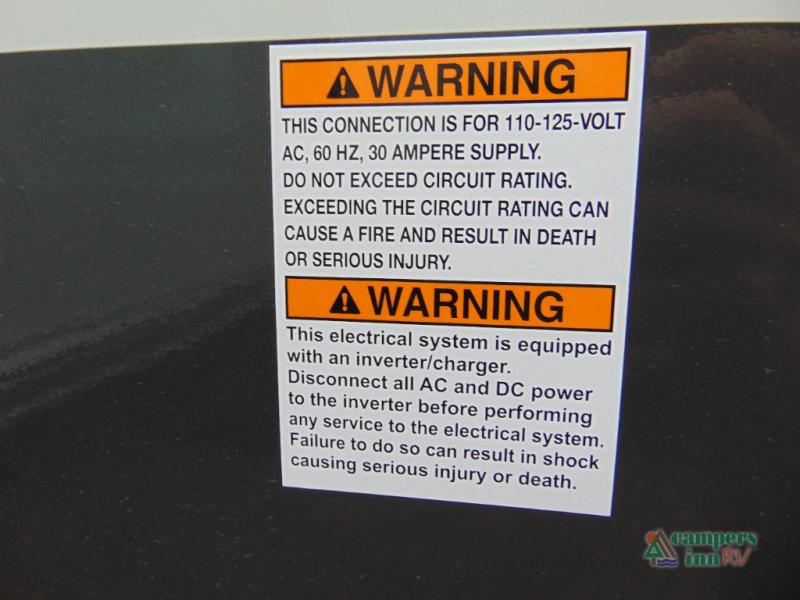 WARNING
THIS CONNECTION IS FOR 110-125-VOLT
AC, 60 HZ, 30 AMPERE SUPPLY.
DO NOT EXCEED CIRCUIT RATING.
EXCEEDING THE CIRCUIT RATING CAN
CAUSE A FIRE AND RESULT IN DEATH
OR SERIOUS INJURY.
WARNING
This electrical system is equipped
with an inverter/charger.
Disconnect all AC and DC power
to the inverter before performing
any service to the electrical system.
Failure to do so can result in shock
causing serious injury or death.
campers
inn RV